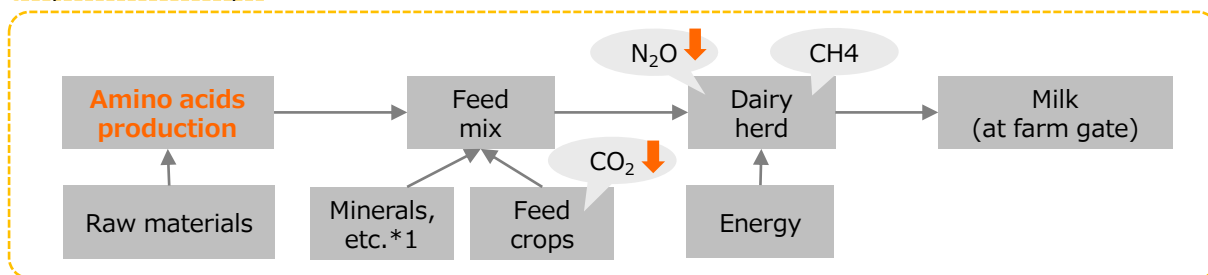 N₂O
CH4
Amino acids
production
Feed
mix
Dairy
herd
Milk
(at farm gate)
CO₂
Raw materials
Minerals,
etc.*1
Feed
crops
Energy